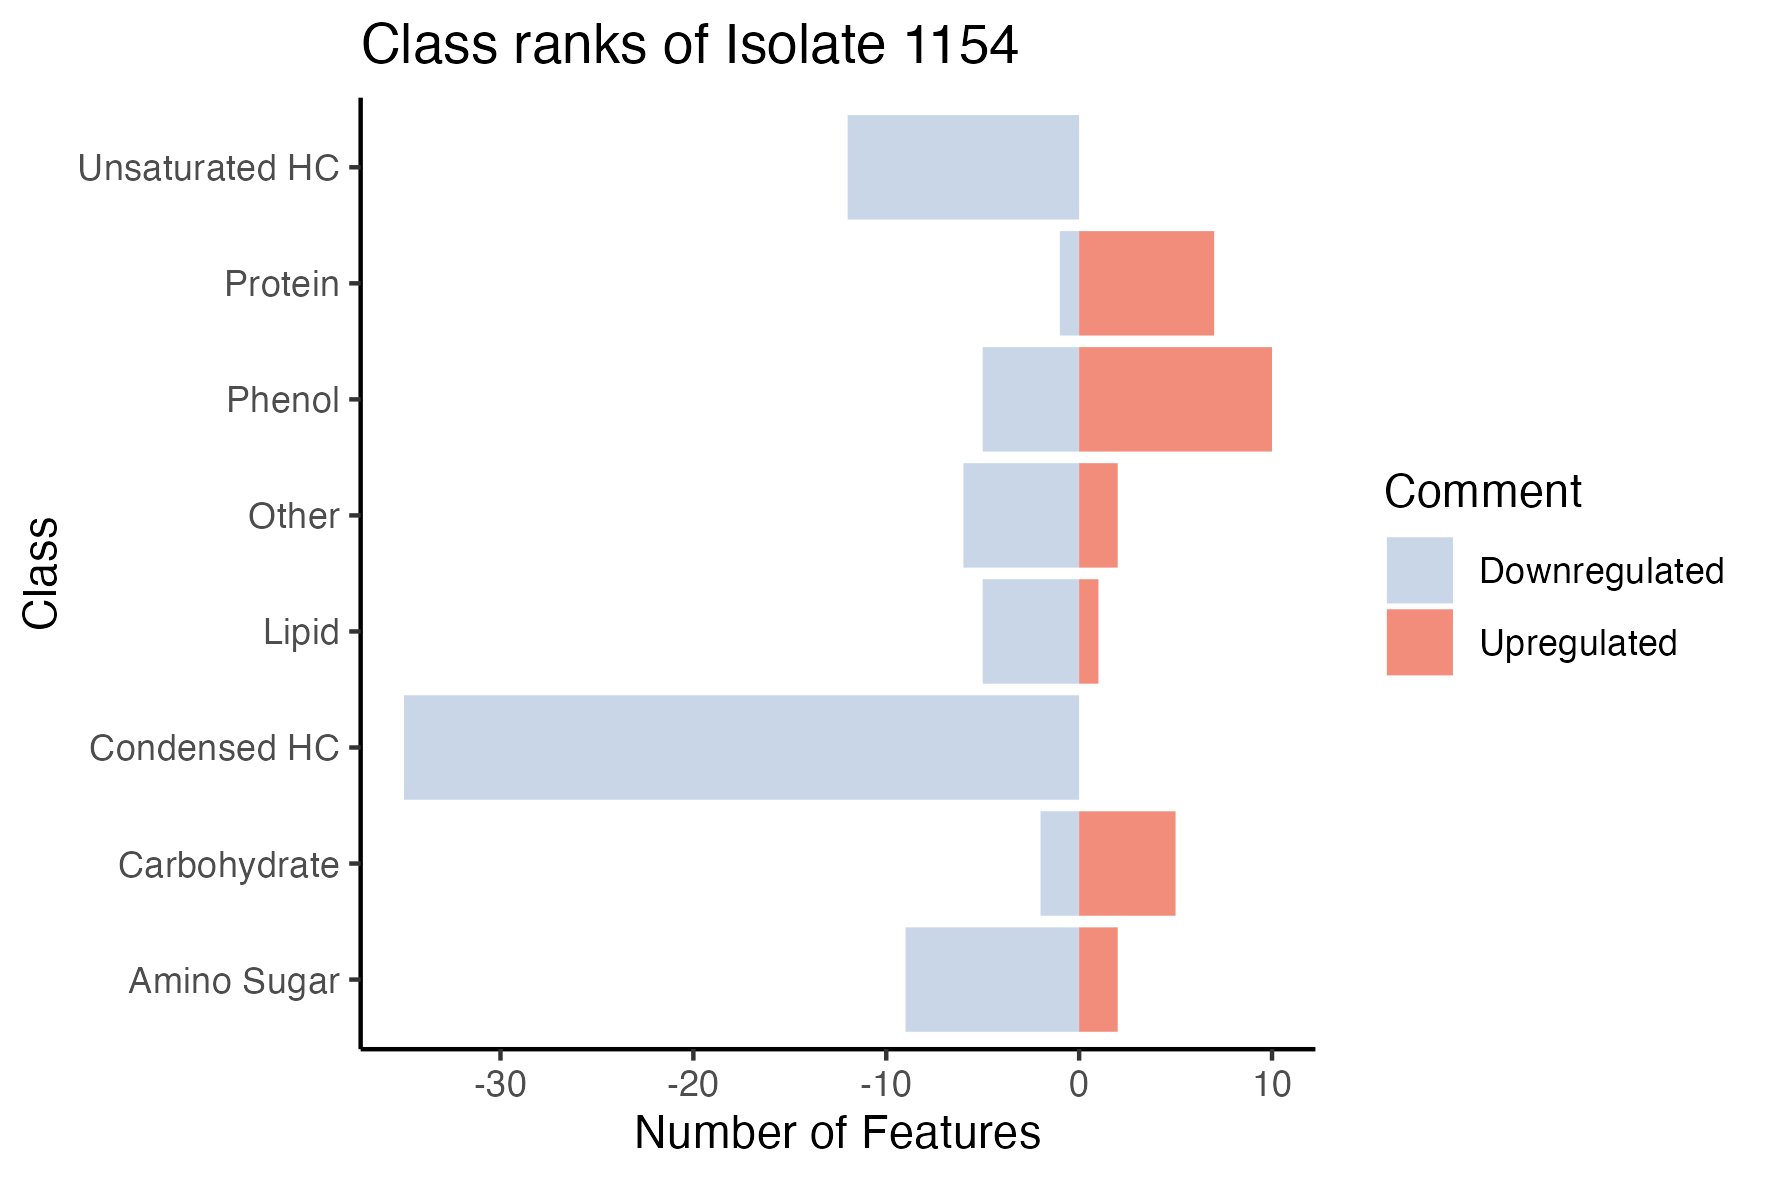 Class ranks of Isolate 1154
Class
Unsaturated HC
Protein
Phenol
Other
Lipid
Condensed HC
Carbohydrate
Amino Sugar
-30 -20 -10 0 10
Number of Features
Comment
Downregulated
Upregulated